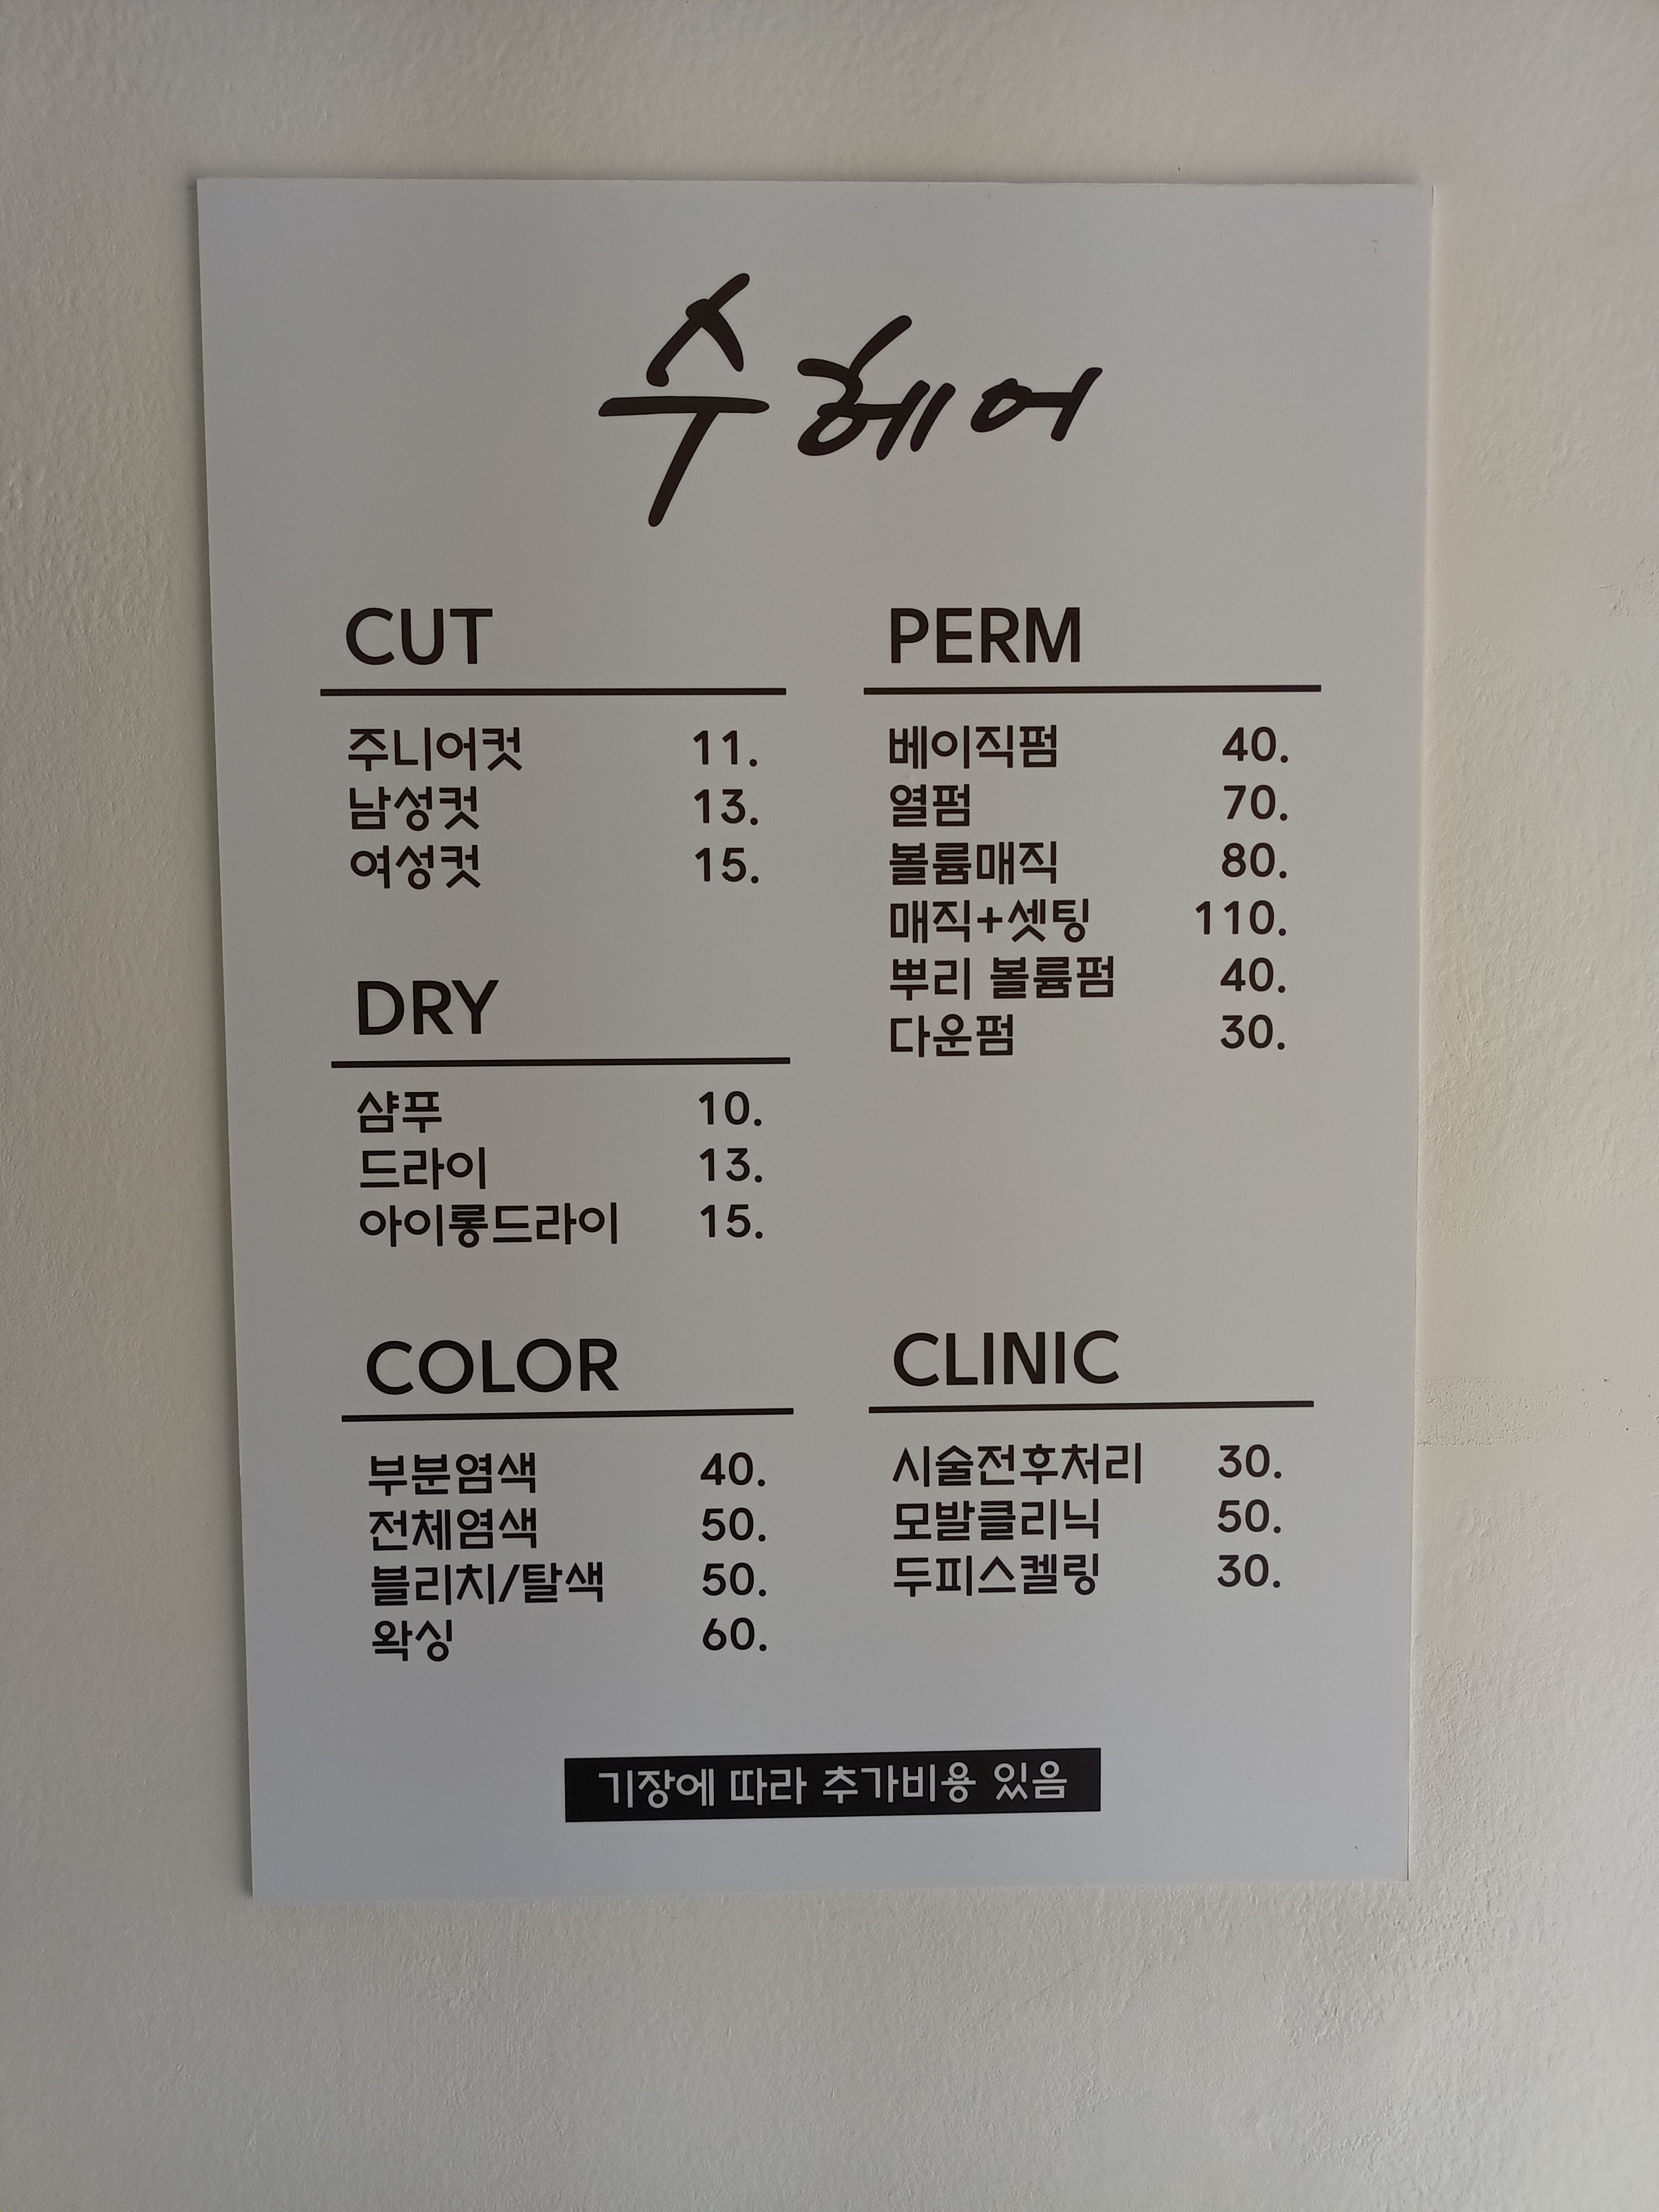 수헤어
CUT
주니어컷 11.
남성컷 13.
여성컷 15.
DRY
샴푸 10.
드라이 13.
아이롱드라이 15.
COLOR
부분염색 40.
전체염색 50.
블리치/탈색 50.
왁싱 60.
PERM
베이직펌 40.
열펌 70.
볼륨매직 80.
매직+셋팅 110.
뿌리 볼륨펌 40.
다운펌 30.
CLINIC
시술전후처리 30.
모발클리닉 50.
두피스켈링 30.
기장에 따라 추가비용 있음